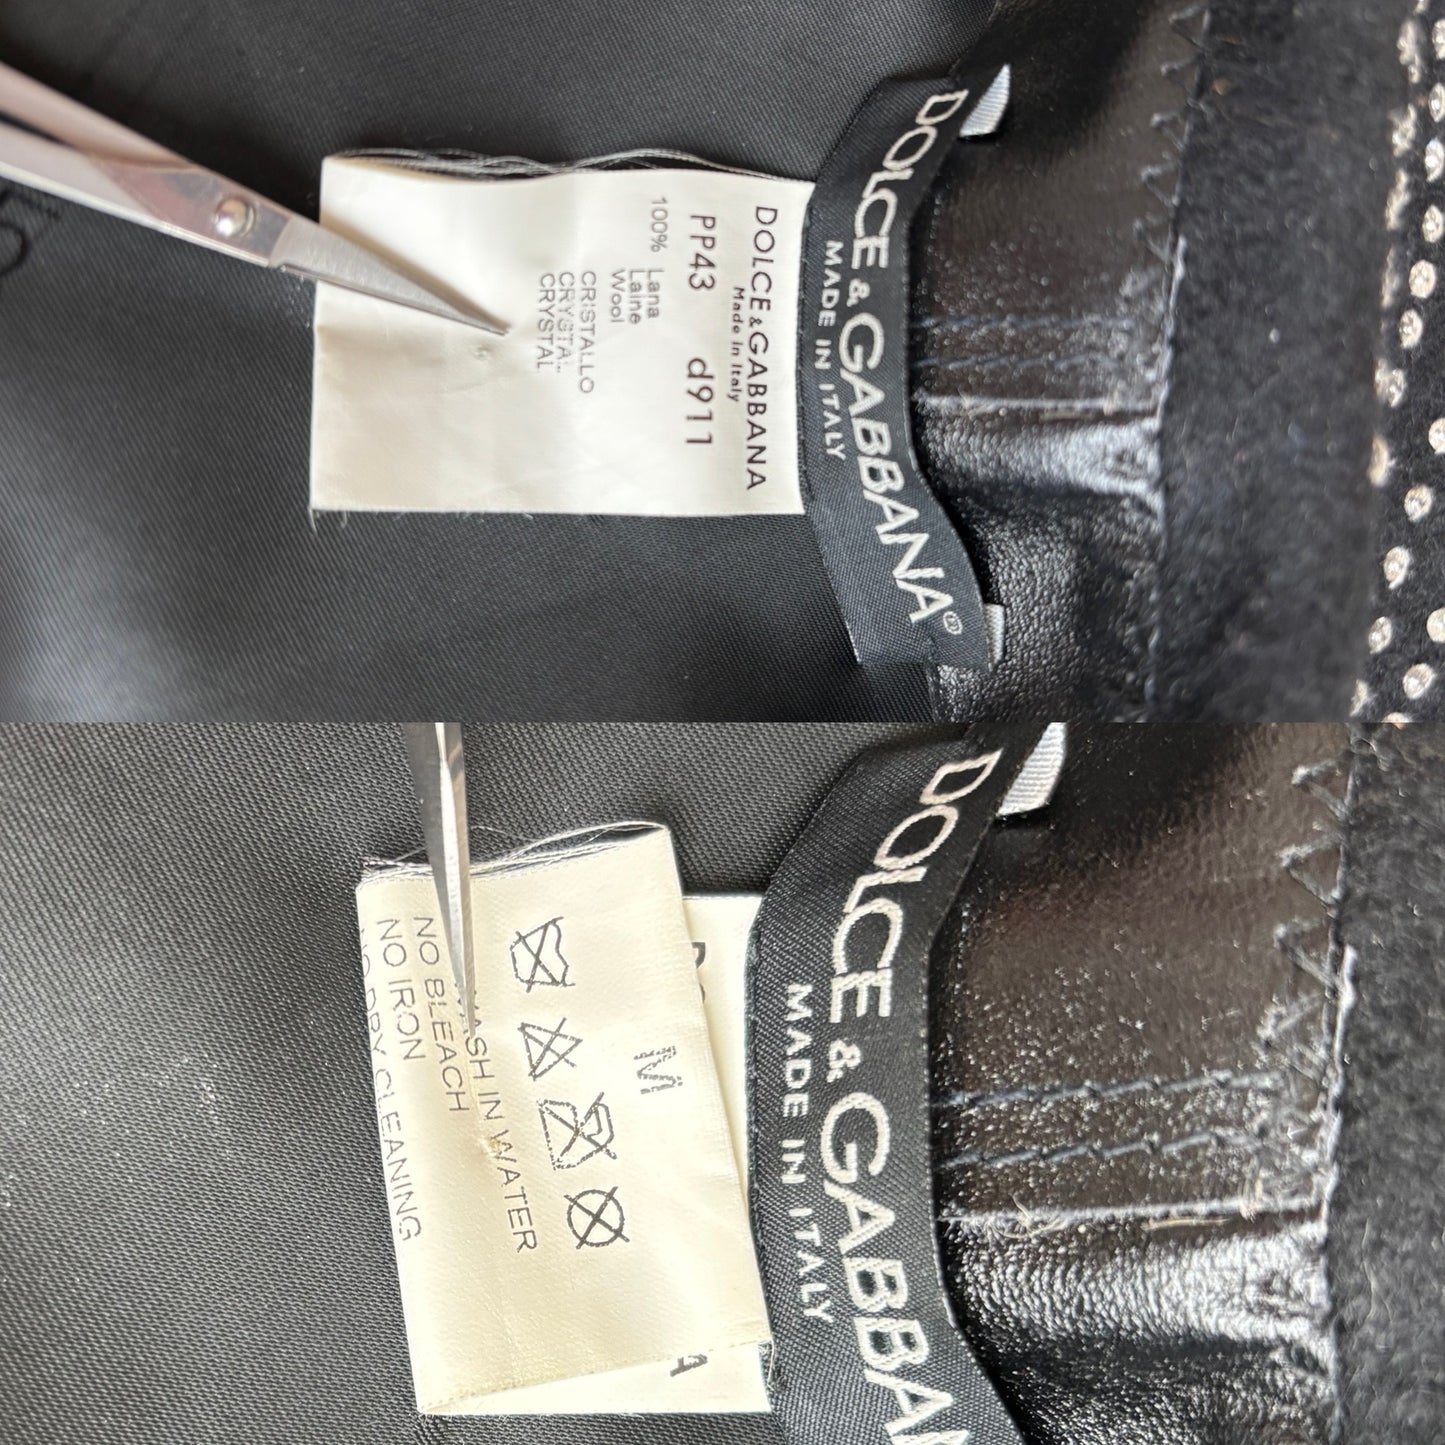 DOLCE & GABBANA®
MADE IN ITALY
DOLCE & GABBANA
Made in Italy
PP43 d911
100% Lana
Laine
Wool
CRISTALLO
CRYSTAL
CRYSTAL
DOLCE & GABBANA
MADE IN ITALY
M
WASH IN WATER
NO BLEACH
NO IRON
NO DRY CLEANING